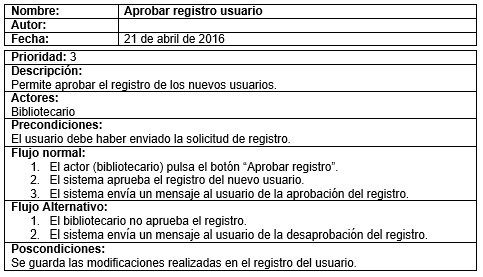 Nombre: Aprobar registro usuario
Autor:
Fecha: 21 de abril de 2016
Prioridad: 3
Descripción:
Permite aprobar el registro de los nuevos usuarios.
Actores:
Bibliotecario
Precondiciones:
El usuario debe haber enviado la solicitud de registro.
Flujo normal:
1. El actor (bibliotecario) pulsa el botón “Aprobar registro”.
2. El sistema aprueba el registro del nuevo usuario.
3. El sistema envía un mensaje al usuario de la aprobación del registro.
Flujo Alternativo:
1. El bibliotecario no aprueba el registro.
2. El sistema envía un mensaje al usuario de la desaprobación del registro.
Poscondiciones:
Se guarda las modificaciones realizadas en el registro del usuario.